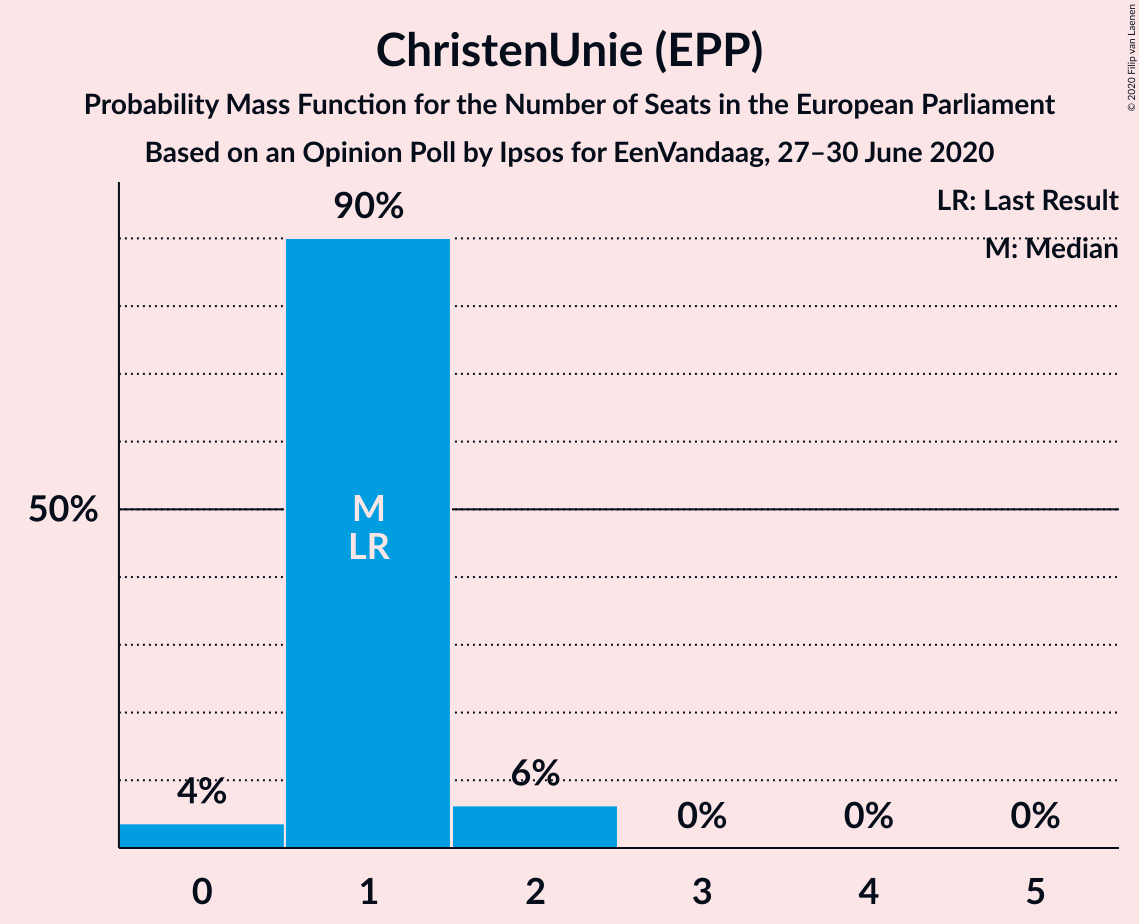 ChristenUnie (EPP)
Probability Mass Function for the Number of Seats in the European Parliament
Based on an Opinion Poll by Ipsos for EenVandaag, 27–30 June 2020
© 2020 Filip van Laenen
LR: Last Result
M: Median
90%
50%
M
LR
4%
6%
0%
0%
0%
0
1
2
3
4
5